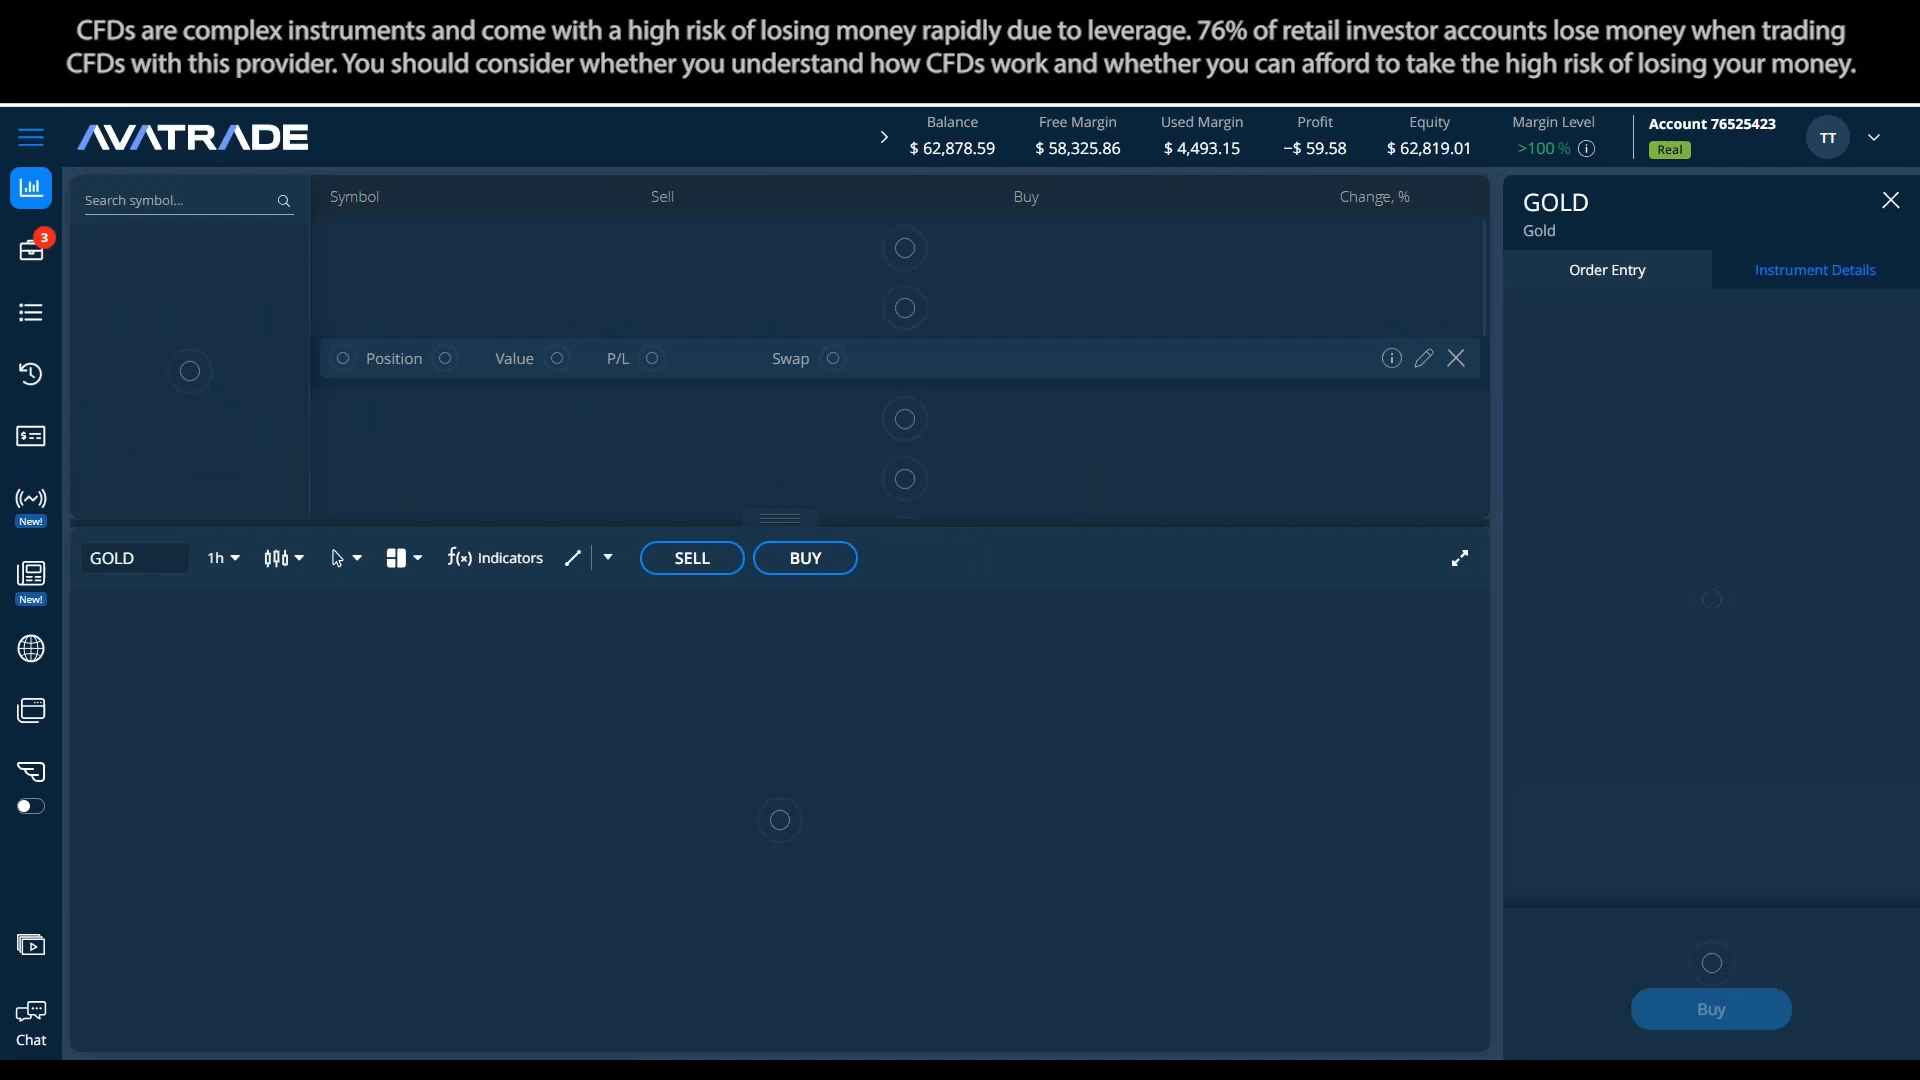 CFDs are complex instruments and come with a high risk of losing money rapidly due to leverage. 76% of retail investor accounts lose money when trading
CFDs with this provider. You should consider whether you understand how CFDs work and whether you can afford to take the high risk of losing your money.
AVATRADE
Balance Free Margin Used Margin Profit Equity Margin Level
$ 62,878.59 $ 58,325.86 $ 4,493.15 −$ 59.58 $ 62,819.01 >100 %
Account 76525423
Real
TT
Search symbol...
Symbol Sell Buy Change, %
GOLD
Gold
Order Entry Instrument Details
3
Position Value P/L Swap
New!
GOLD 1h f(x) Indicators SELL BUY
New!
Buy
Chat